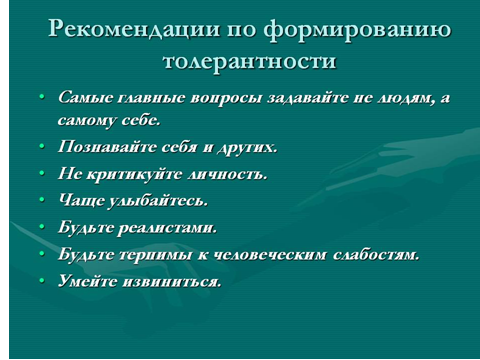 Рекомендации по формированию
толерантности
• Самые главные вопросы задавайте не людям, а
самому себе.
• Познавайте себя и других.
• Не критикуйте личность.
• Чаще улыбайтесь.
• Будьте реалистами.
• Будьте терпимы к человеческим слабостям.
• Умейте извиниться.